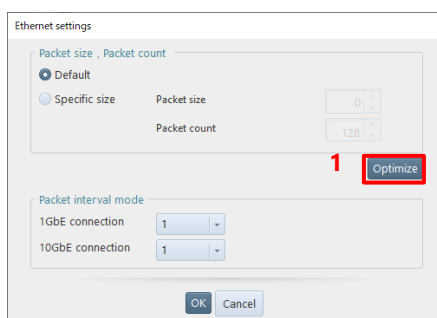 Ethernet settings
Packet size , Packet count
Default
Specific size Packet size 0
Packet count 128
1 Optimize
Packet interval mode
1GbE connection 1
10GbE connection 1
OK Cancel